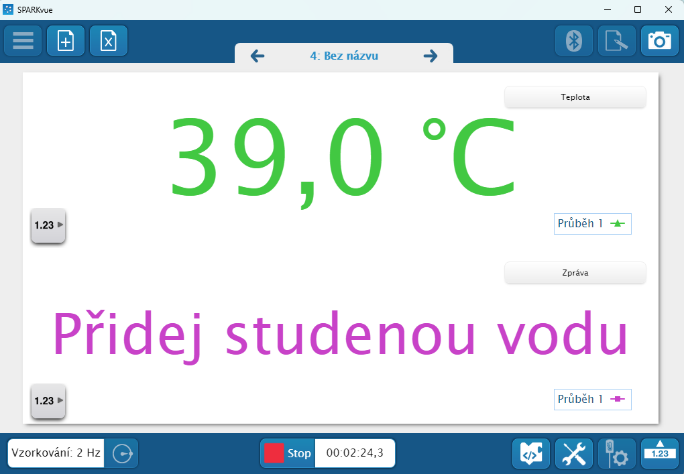 SPARKvue
4: Bez názvu
Teplota
39,0 °C
1.23
Průběh 1
Zpráva
Přidej studenou vodu
1.23
Průběh 1
Vzorkování: 2 Hz
Stop
00:02:24,3
1.23